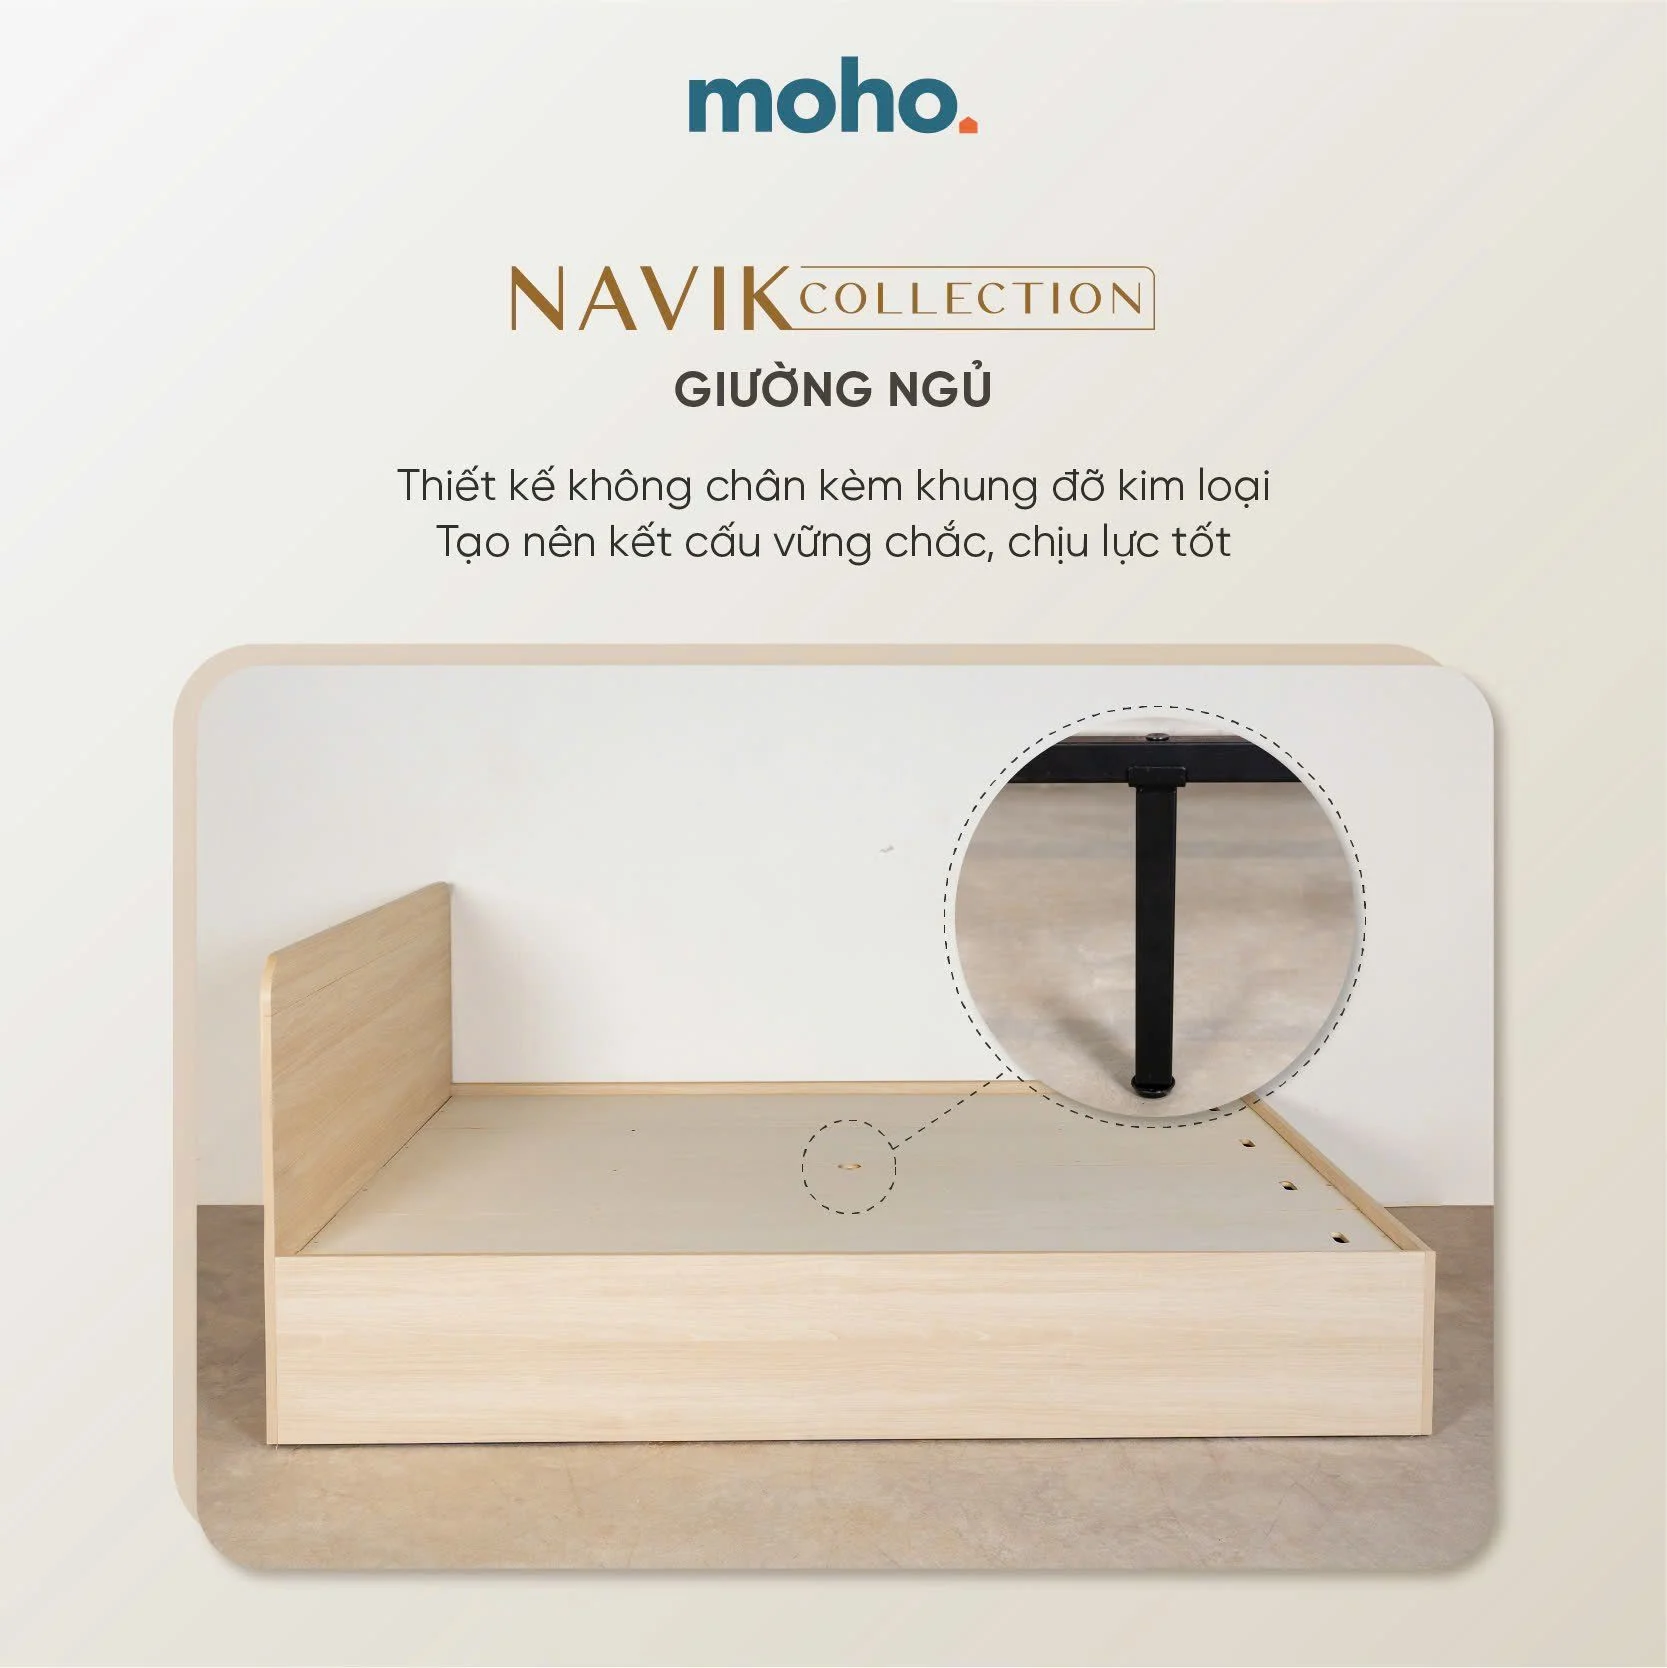 moho.
NAVIK COLLECTION
GIƯỜNG NGỦ
Thiết kế không chân kèm khung đỡ kim loại
Tạo nên kết cấu vững chắc, chịu lực tốt